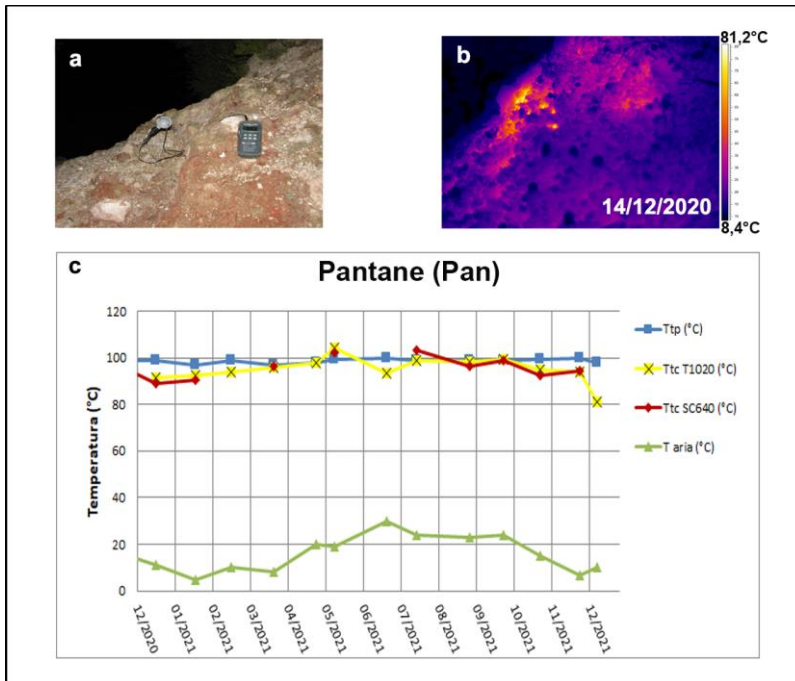 a
b
81,2°C
8,4°C
14/12/2020
c
Pantane (Pan)
Temperatura (°C)
120
100
80
60
40
20
0
12/2020
01/2021
02/2021
03/2021
04/2021
05/2021
06/2021
07/2021
08/2021
09/2021
10/2021
11/2021
12/2021
Ttp (°C)
Ttc T1020 (°C)
Ttc SC640 (°C)
T aria (°C)